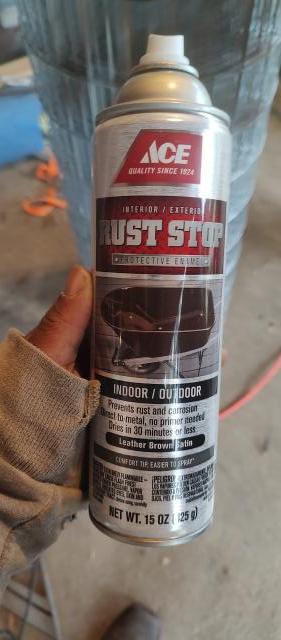 ACE
QUALITY SINCE 1924
INTERIOR / EXTERIOR
RUST STOP
PROTECTIVE ENAMEL
INDOOR / OUTDOOR
Prevents rust and corrosion
Direct to metal, no primer needed
Dries in 30 minutes or less
Leather Brown Satin
COMFORT TIP, EASIER TO SPRAY*
NET WT. 15 OZ (425 g)